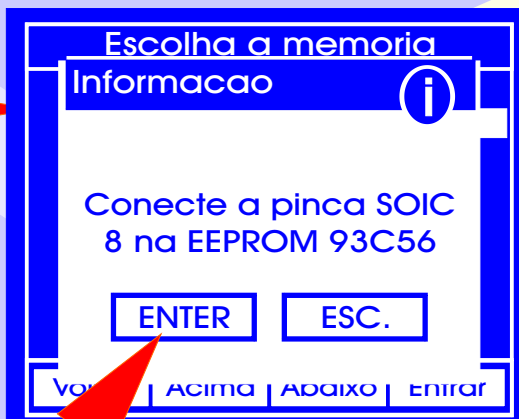 Escolha a memoria
Informacao
i
Conecte a pinca SOIC
8 na EEPROM 93C56
ENTER ESC.
Acima Abaixo Entrar